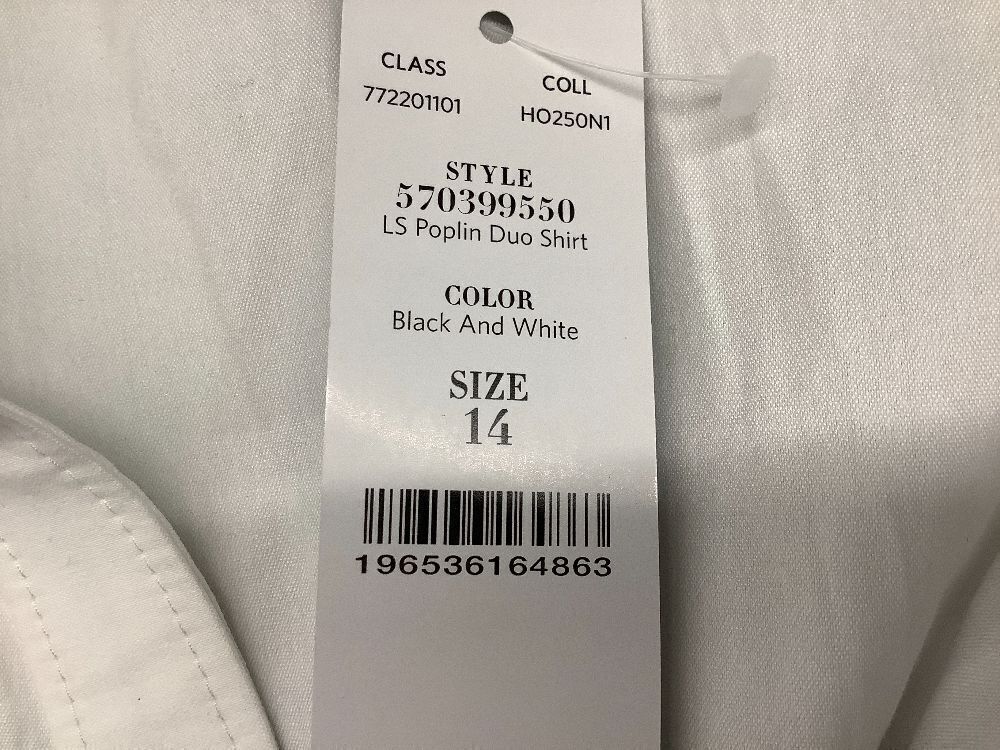 CLASS
772201101
COLL
HO250N1
STYLE
570399550
LS Poplin Duo Shirt
COLOR
Black And White
SIZE
14
196536164863